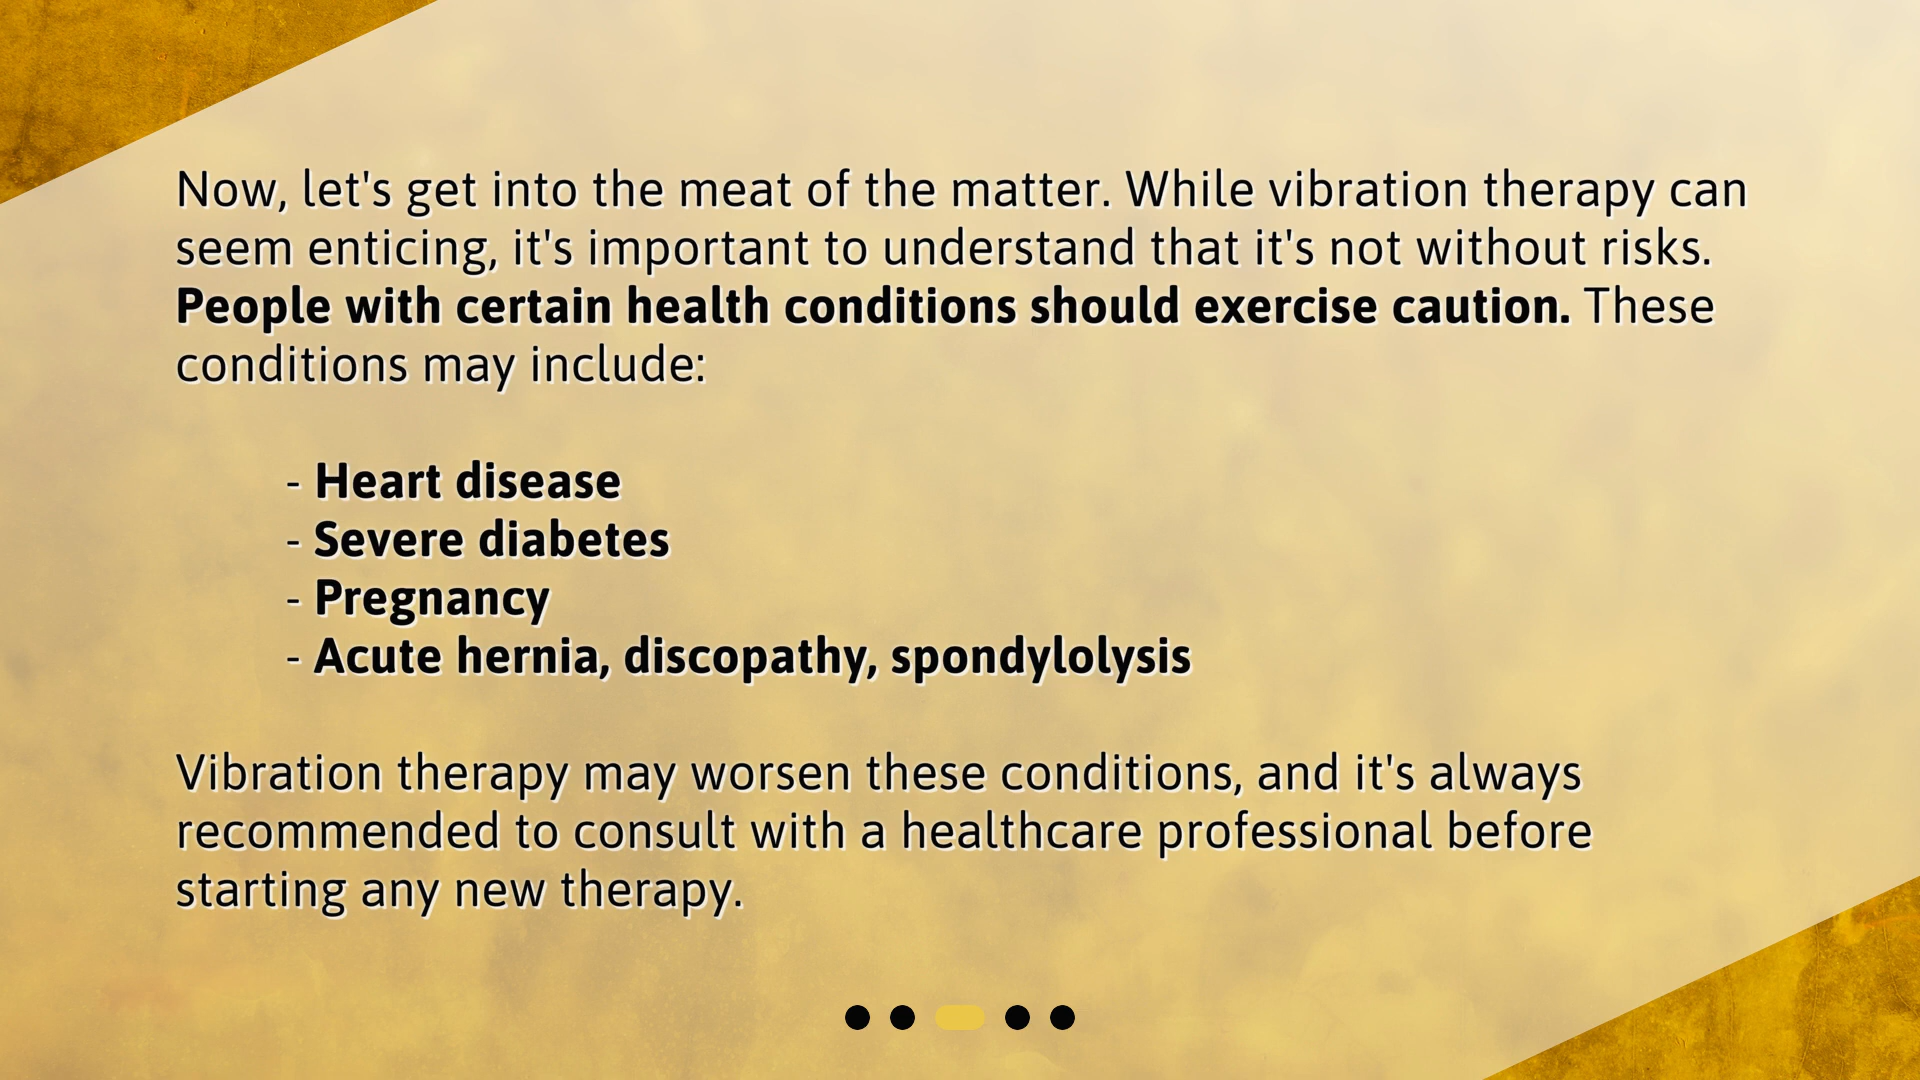 Now, let's get into the meat of the matter. While vibration therapy can
seem enticing, it's important to understand that it's not without risks.
People with certain health conditions should exercise caution. These
conditions may include:
- Heart disease
- Severe diabetes
- Pregnancy
- Acute hernia, discopathy, spondylolysis
Vibration therapy may worsen these conditions, and it's always
recommended to consult with a healthcare professional before
starting any new therapy.